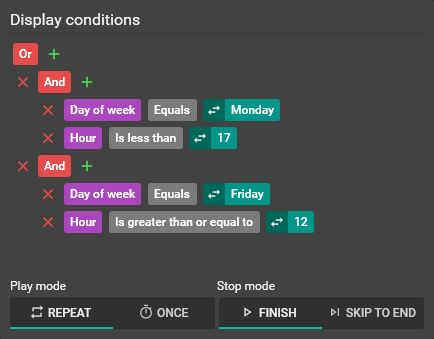 Display conditions
Or
And
Day of week Equals Monday
Hour Is less than 17
And
Day of week Equals Friday
Hour Is greater than or equal to 12
Play mode Stop mode
REPEAT ONCE FINISH SKIP TO END